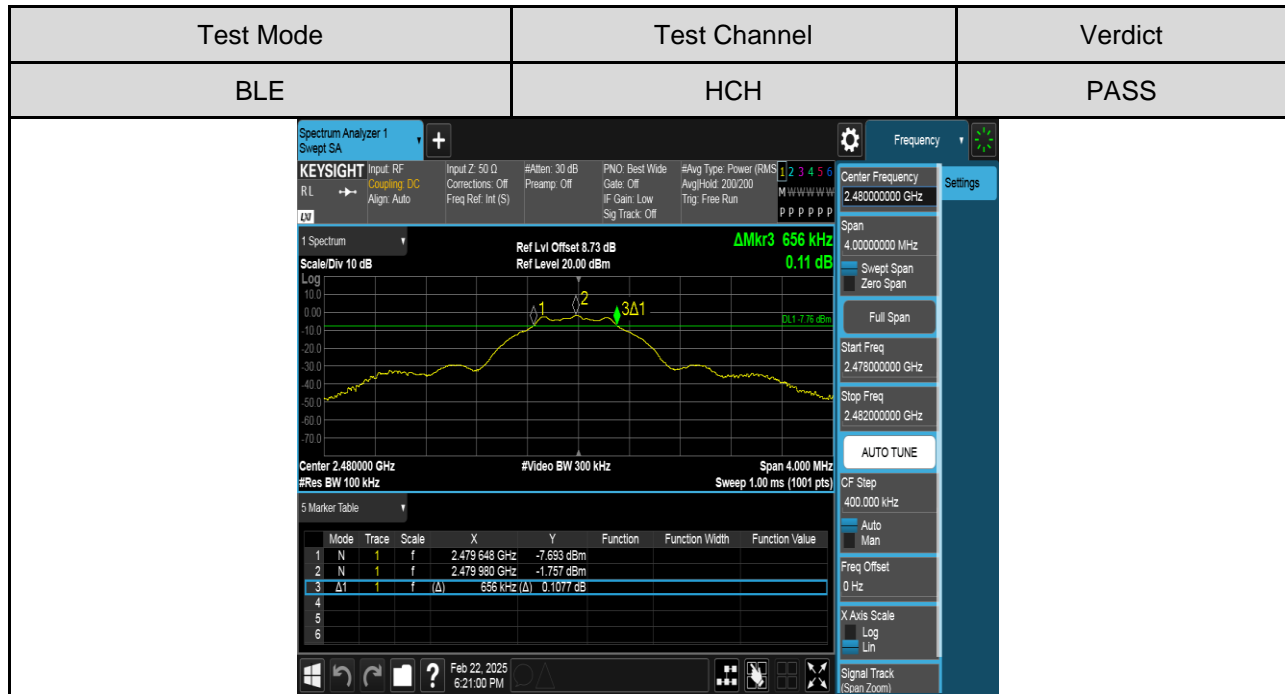 Test Mode Test Channel Verdict
BLE HCH PASS
Spectrum Analyzer 1
Swept SA
+
Frequency
KEYSIGHT Input: RF Input Z: 50 Ω #Atten: 30 dB PNO: Best Wide #Avg Type: Power (RMS 1 2 3 4 5 6
RL Coupling: DC Corrections: Off Preamp: Off Gate: Off Avg|Hold: 200/200 M W W W W W
Align: Auto Freq Ref: Int (S) IF Gain: Low Trig: Free Run
LXI Sig Track: Off P P P P P P
1 Spectrum
Ref Lvl Offset 8.73 dB ΔMkr3 656 kHz
Scale/Div 10 dB Ref Level 20.00 dBm 0.11 dB
Log
10.0
0.00
-10.0
-20.0
-30.0
-40.0
-50.0
-60.0
-70.0
1 2 3Δ1
DL1 -7.76 dBm
Center 2.480000 GHz #Video BW 300 kHz Span 4.000 MHz
#Res BW 100 kHz Sweep 1.00 ms (1001 pts)
5 Marker Table
Mode Trace Scale X Y Function Function Width Function Value
1 N 1 f 2.479 648 GHz -7.693 dBm
2 N 1 f 2.479 980 GHz -1.757 dBm
3 Δ1 1 f (Δ) 656 kHz (Δ) 0.1077 dB
4
5
6
Feb 22, 2025
6:21:00 PM
?
Center Frequency
2.480000000 GHz
Settings
Span
4.00000000 MHz
Swept Span
Zero Span
Full Span
Start Freq
2.478000000 GHz
Stop Freq
2.482000000 GHz
AUTO TUNE
CF Step
400.000 kHz
Auto
Man
Freq Offset
0 Hz
X Axis Scale
Log
Lin
Signal Track
(Span Zoom)